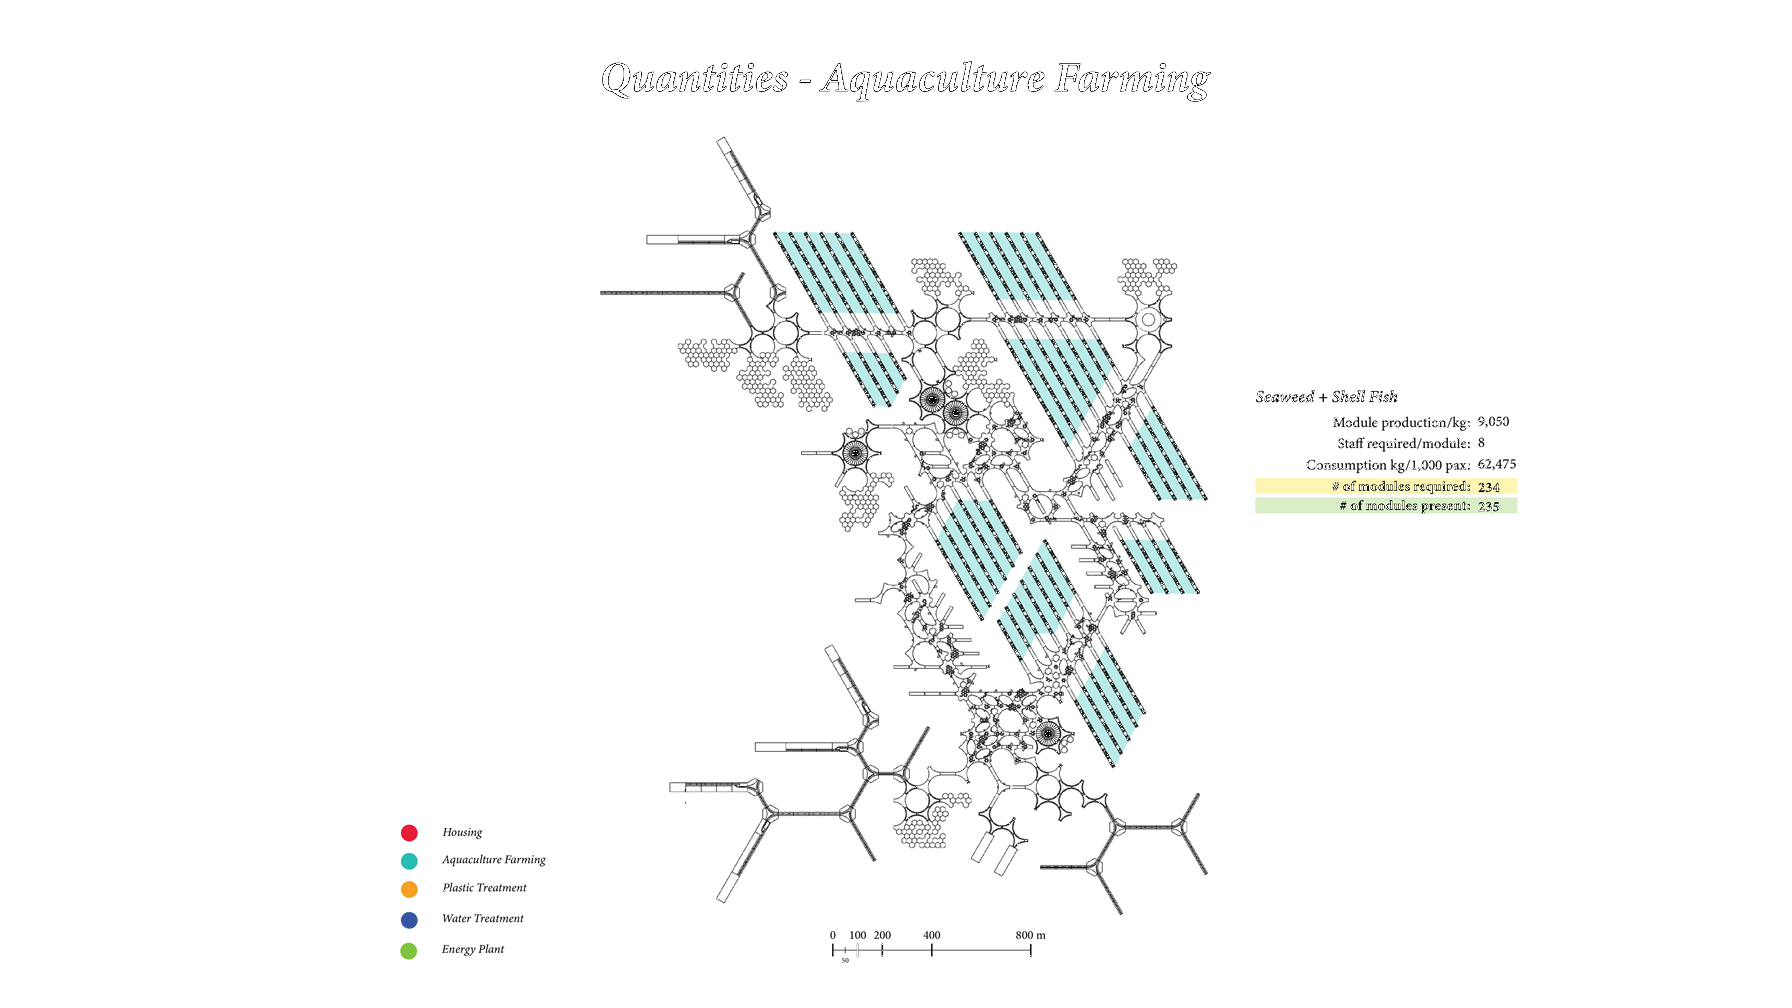 Quantities - Aquaculture Farming
Seaweed + Shell Fish
Module production/kg: 9,050
Staff required/module: 8
Consumption kg/1,000 pax: 62,475
# of modules required: 234
# of modules present: 235
Housing
Aquaculture Farming
Plastic Treatment
Water Treatment
Energy Plant
0 100 200 400 800 m
50